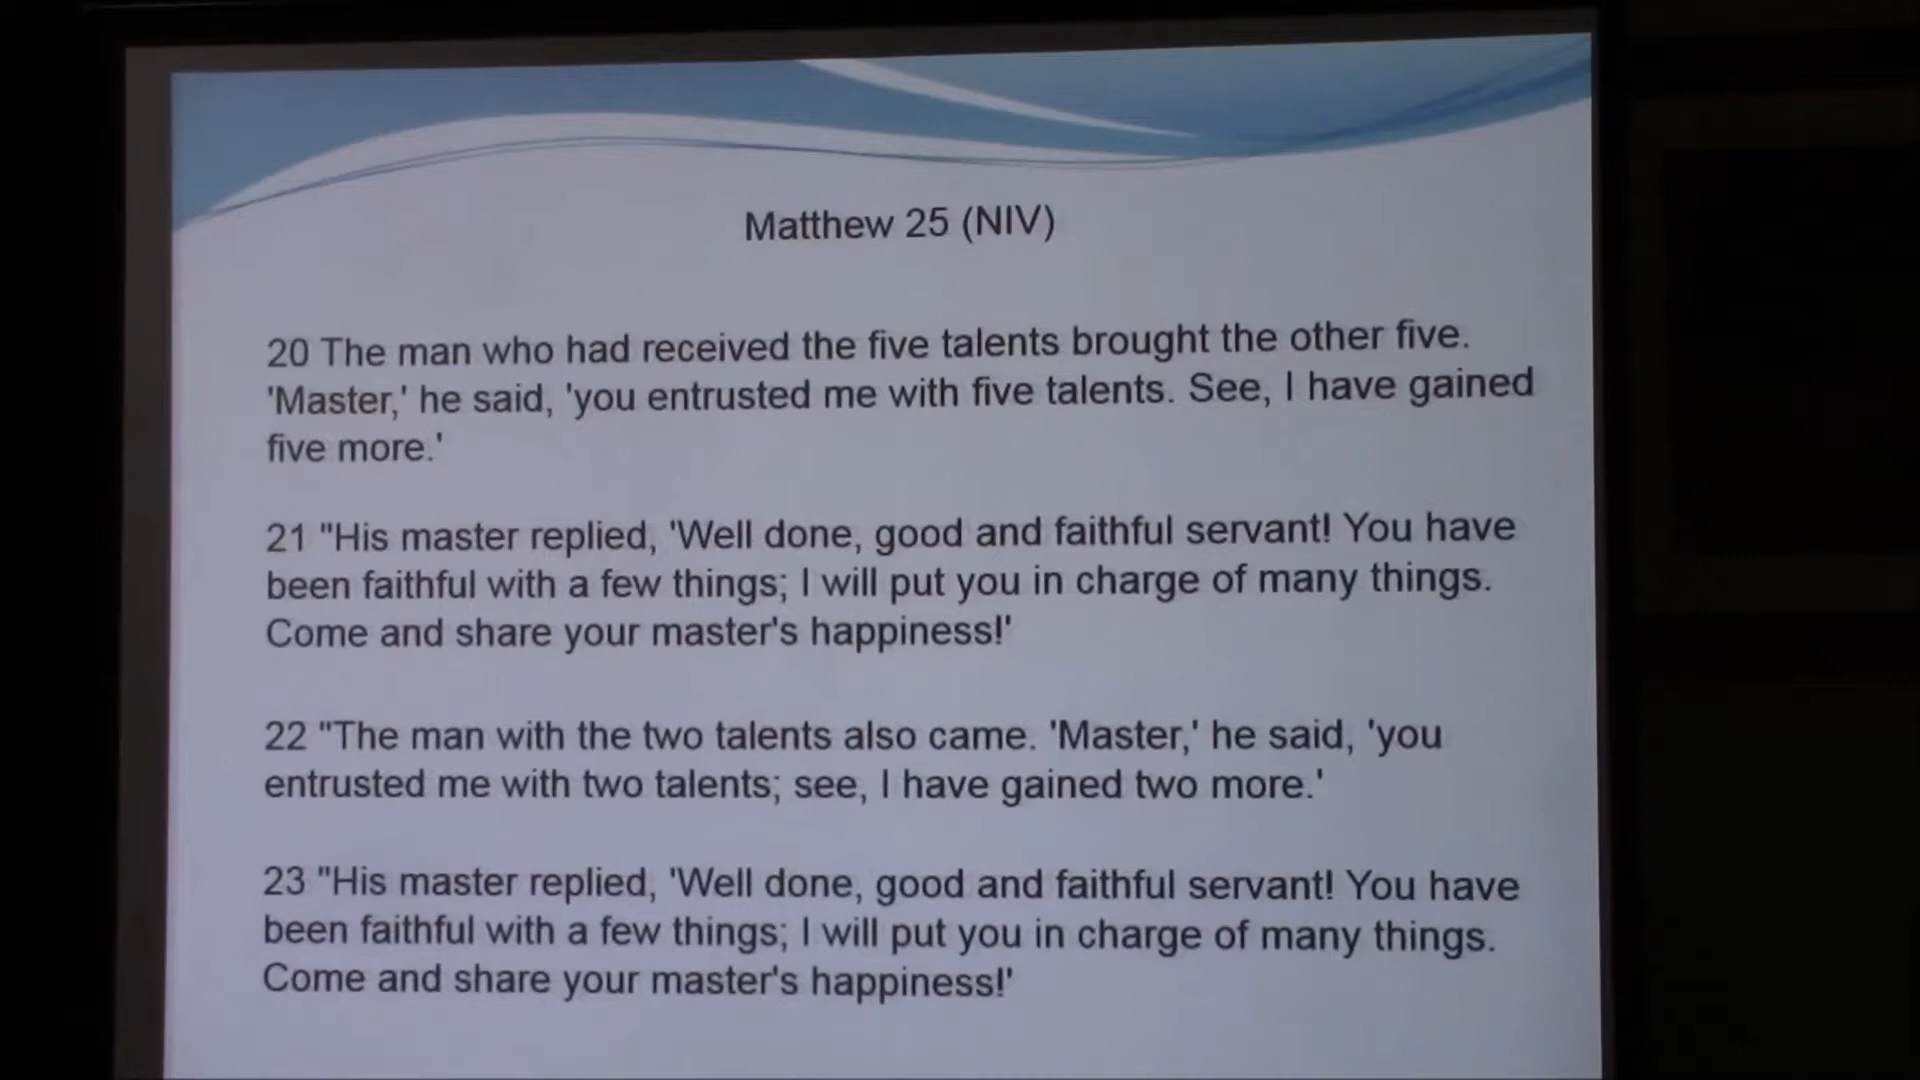 Matthew 25 (NIV)
20 The man who had received the five talents brought the other five.
'Master,' he said, 'you entrusted me with five talents. See, I have gained
five more.'
21 "His master replied, 'Well done, good and faithful servant! You have
been faithful with a few things; I will put you in charge of many things.
Come and share your master's happiness!'
22 "The man with the two talents also came. 'Master,' he said, 'you
entrusted me with two talents; see, I have gained two more.'
23 "His master replied, 'Well done, good and faithful servant! You have
been faithful with a few things; I will put you in charge of many things.
Come and share your master's happiness!'